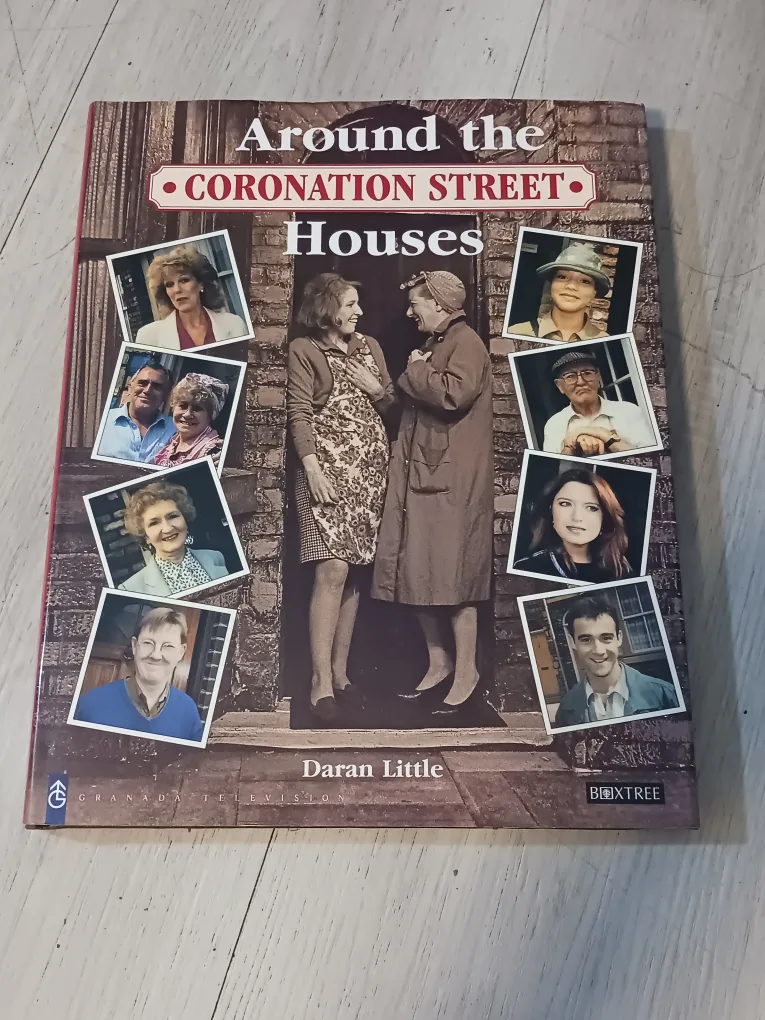 Around the
• CORONATION STREET •
Houses
Daran Little
GRANADA TELEVISION
BOXTREE